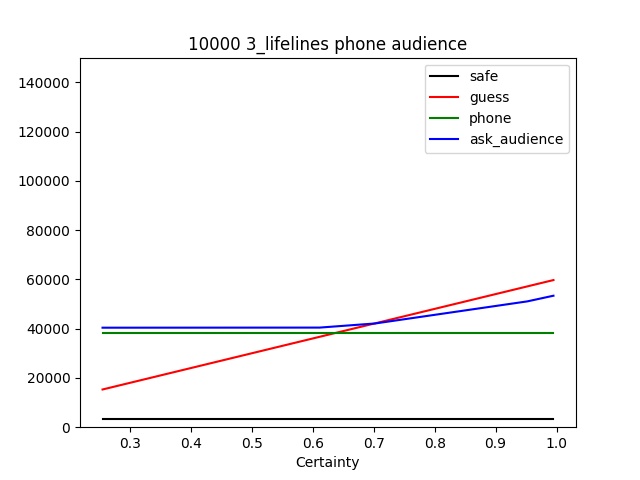 10000 3_lifelines phone audience
safe
guess
phone
ask_audience
140000
120000
100000
80000
60000
40000
20000
0
0.3 0.4 0.5 0.6 0.7 0.8 0.9 1.0
Certainty